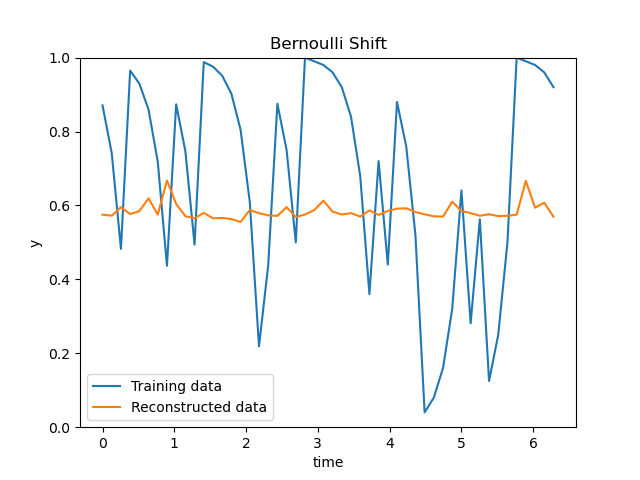 Bernoulli Shift
1.0
0.8
0.6
0.4
0.2
0.0
y
Training data
Reconstructed data
0 1 2 3 4 5 6
time